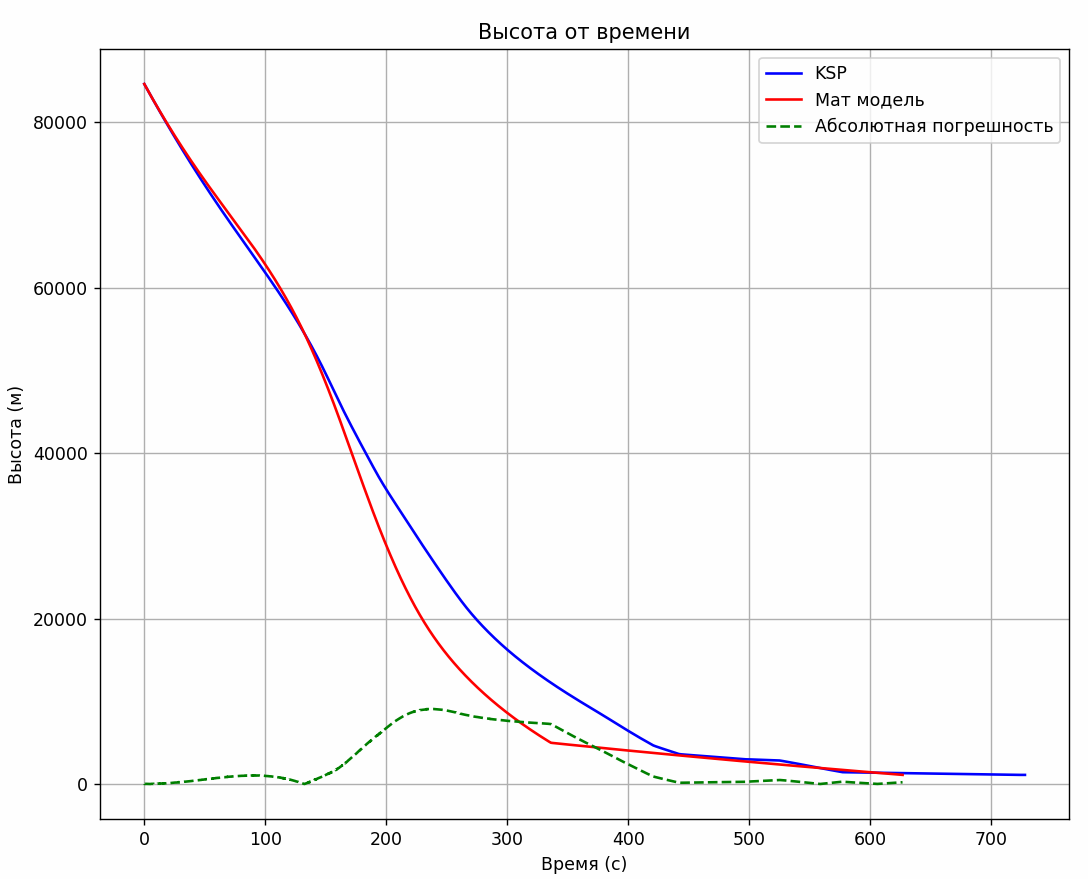 Высота от времени
KSP
Мат модель
Абсолютная погрешность
Высота (м)
80000
60000
40000
20000
0
0 100 200 300 400 500 600 700
Время (с)